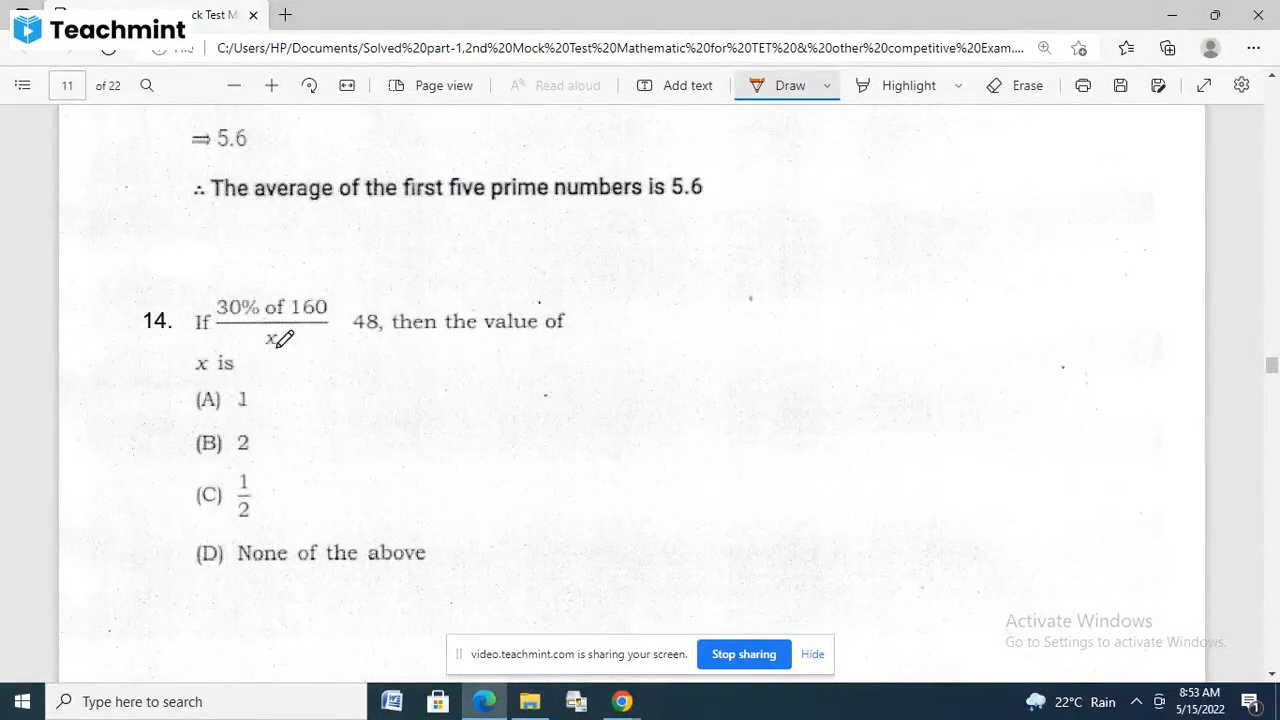 Teachmint
ck Test M
C:/Users/HP/Documents/Solved%20part-1,2nd%20Mock%20Test%20Mathematic%20for%20TET%20&%20other%20competitive%20Exam....
11 of 22
Page view
Read aloud
Add text
Draw
Highlight
Erase
⇒ 5.6
∴ The average of the first five prime numbers is 5.6
14. If 30% of 160 / x 48, then the value of
x is
(A) 1
(B) 2
(C) 1/2
(D) None of the above
Activate Windows
Go to Settings to activate Windows.
video.teachmint.com is sharing your screen. Stop sharing Hide
Type here to search
22°C Rain
8:53 AM
5/15/2022
1